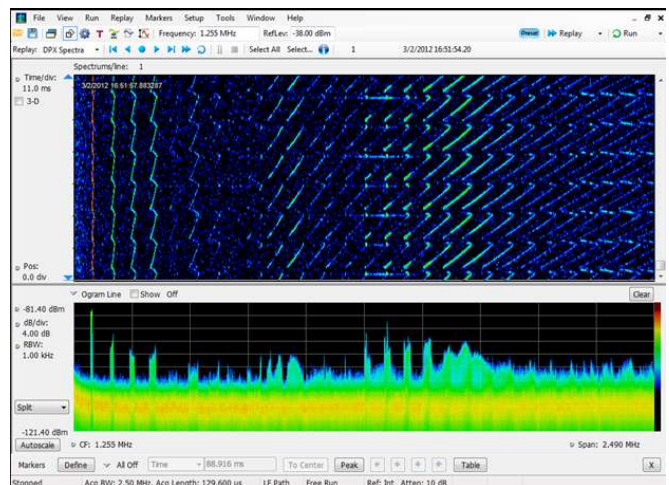 File View Run Replay Markers Setup Tools Window Help
Frequency: 1.255 MHz RefLev: -38.00 dBm Preset Replay Run
Replay: DPX Spectra Select All Select... 1 3/2/2012 16:51:54.20
Spectrums/line: 1
Time/div:
11.0 ms
3-D
3/2/2012 16:51:67.883287
Pos:
0.0 div
Ogram Line Show Off Clear
-81.40 dBm
dB/div:
4.00 dB
RBW:
1.00 kHz
Split
-121.40 dBm
Autoscale CF: 1.255 MHz Span: 2.490 MHz
Markers Define All Off Time 88.916 ms To Center Peak Table X
Stopped Acq BW: 2.50 MHz, Acq Length: 129.600 us LF Path Free Run Ref: Int Atten: 10 dB